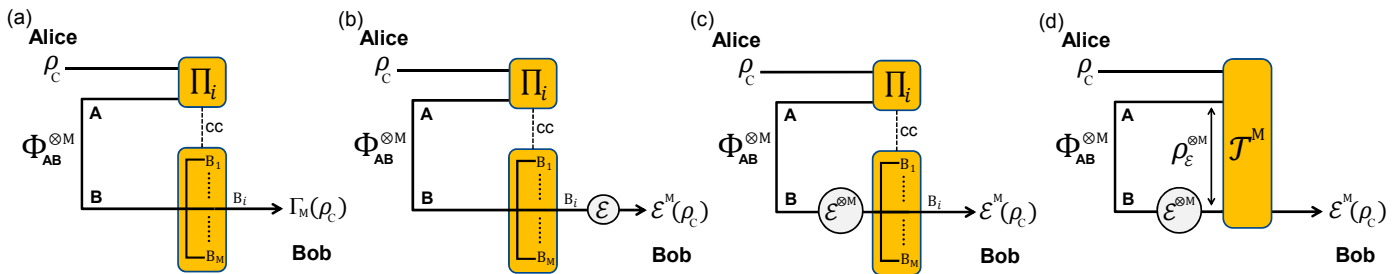 (a)
Alice
ρ_C
Π_i
A
cc
Φ_AB^⊗M
B_1
B
B_i
Γ_M(ρ_C)
B_M
Bob
(b)
Alice
ρ_C
Π_i
A
cc
Φ_AB^⊗M
B_1
B
B_i
ℰ
ℰ^M(ρ_C)
B_M
Bob
(c)
Alice
ρ_C
Π_i
A
cc
Φ_AB^⊗M
B_1
B
ℰ^⊗M
B_i
ℰ^M(ρ_C)
B_M
Bob
(d)
Alice
ρ_C
A
Φ_AB^⊗M
ρ_ℰ^⊗M
𝒯^M
B
ℰ^⊗M
ℰ^M(ρ_C)
Bob